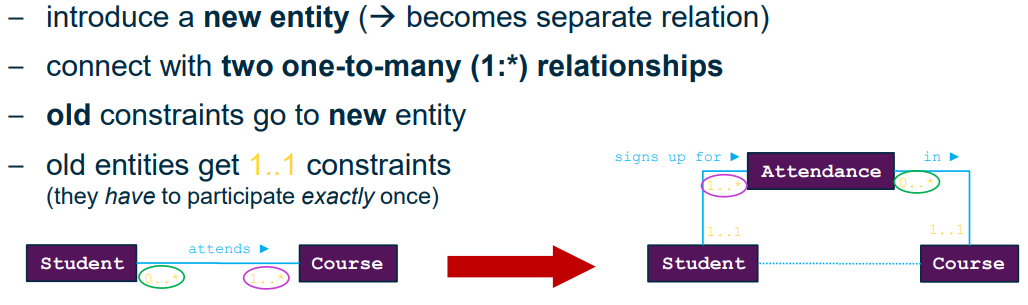 – introduce a new entity (→ becomes separate relation)
– connect with two one-to-many (1:*) relationships
– old constraints go to new entity
– old entities get 1..1 constraints
(they have to participate exactly once)
signs up for ►
Attendance
in ►
1..*
0..*
1..1
1..1
attends ►
Student
Course
0..*
1..*
Student
Course